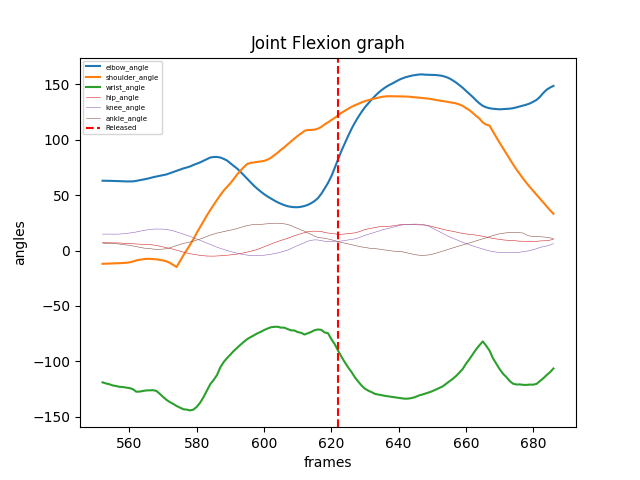 Joint Flexion graph
elbow_angle
shoulder_angle
wrist_angle
hip_angle
knee_angle
ankle_angle
Released
150
100
50
0
−50
−100
−150
angles
560 580 600 620 640 660 680
frames